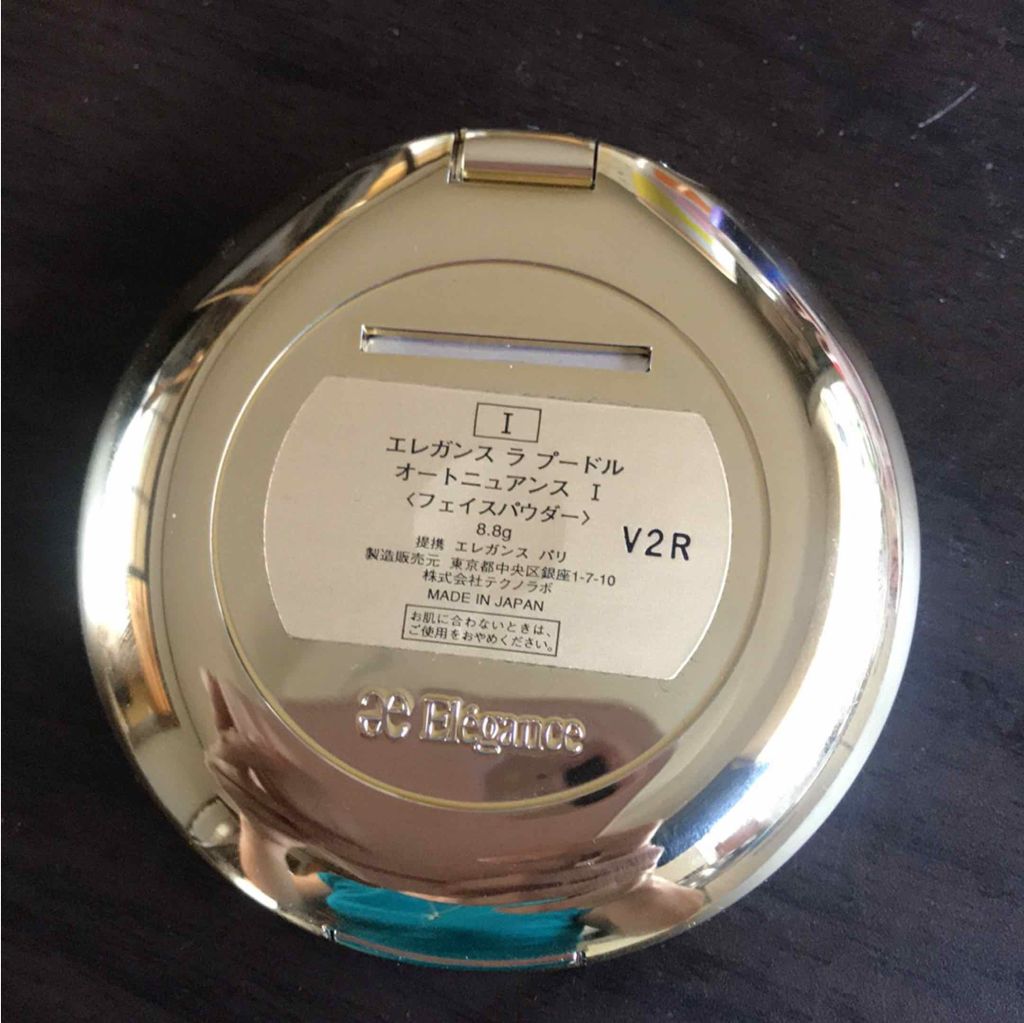 I
エレガンス ラ プードル
オートニュアンス I
〈フェイスパウダー〉
8.8g
V2R
提携 エレガンス パリ
製造販売元 東京都中央区銀座1-7-10
株式会社テクノラボ
MADE IN JAPAN
お肌に合わないときは、
ご使用をおやめください。
Elégance